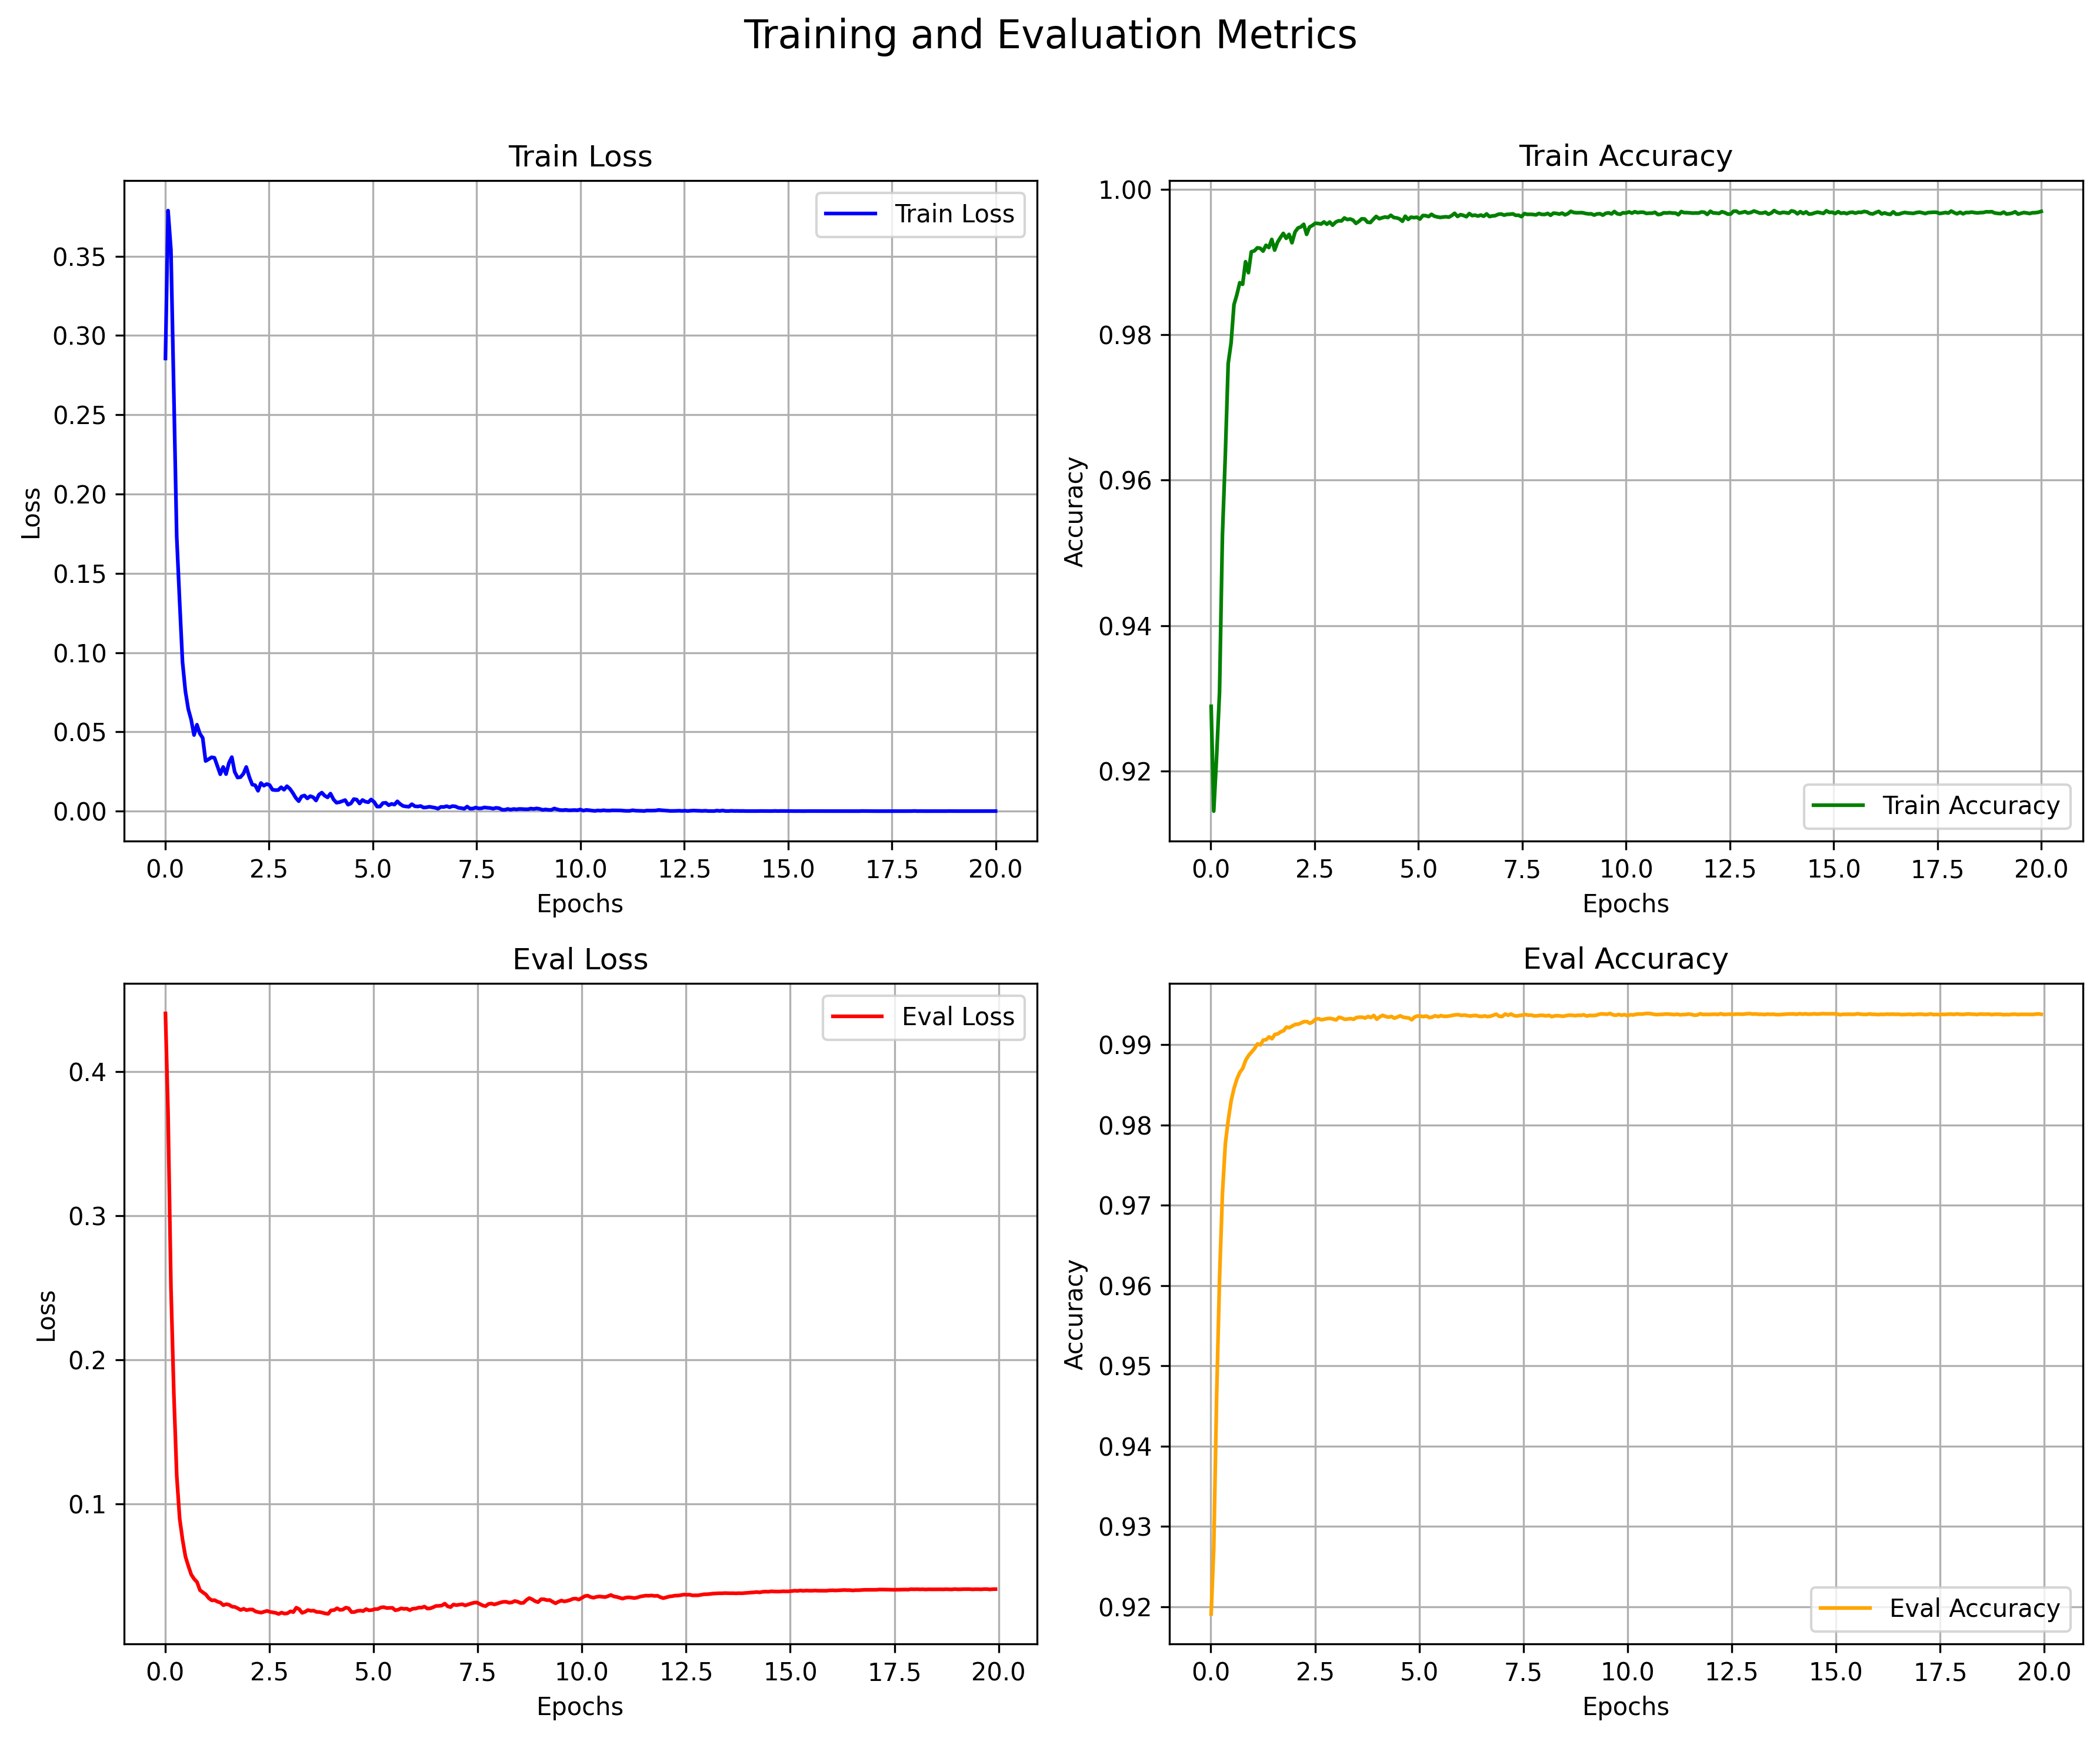 Training and Evaluation Metrics
Train Loss
Train Loss
0.35
0.30
0.25
0.20
0.15
0.10
0.05
0.00
Loss
0.0 2.5 5.0 7.5 10.0 12.5 15.0 17.5 20.0
Epochs
Train Accuracy
1.00
0.98
0.96
0.94
0.92
Accuracy
Train Accuracy
0.0 2.5 5.0 7.5 10.0 12.5 15.0 17.5 20.0
Epochs
Eval Loss
Eval Loss
0.4
0.3
0.2
0.1
Loss
0.0 2.5 5.0 7.5 10.0 12.5 15.0 17.5 20.0
Epochs
Eval Accuracy
0.99
0.98
0.97
0.96
0.95
0.94
0.93
0.92
Accuracy
Eval Accuracy
0.0 2.5 5.0 7.5 10.0 12.5 15.0 17.5 20.0
Epochs